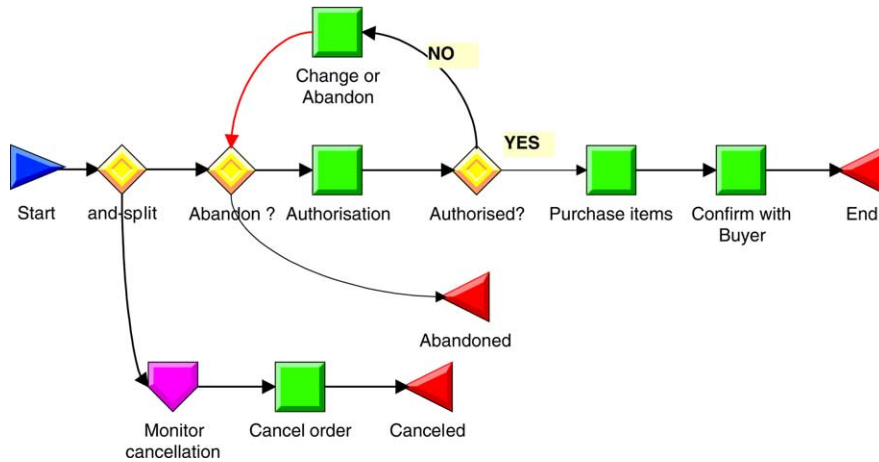 NO
Change or
Abandon
YES
Start
and-split
Abandon ?
Authorisation
Authorised?
Purchase items
Confirm with
Buyer
End
Abandoned
Monitor
cancellation
Cancel order
Canceled